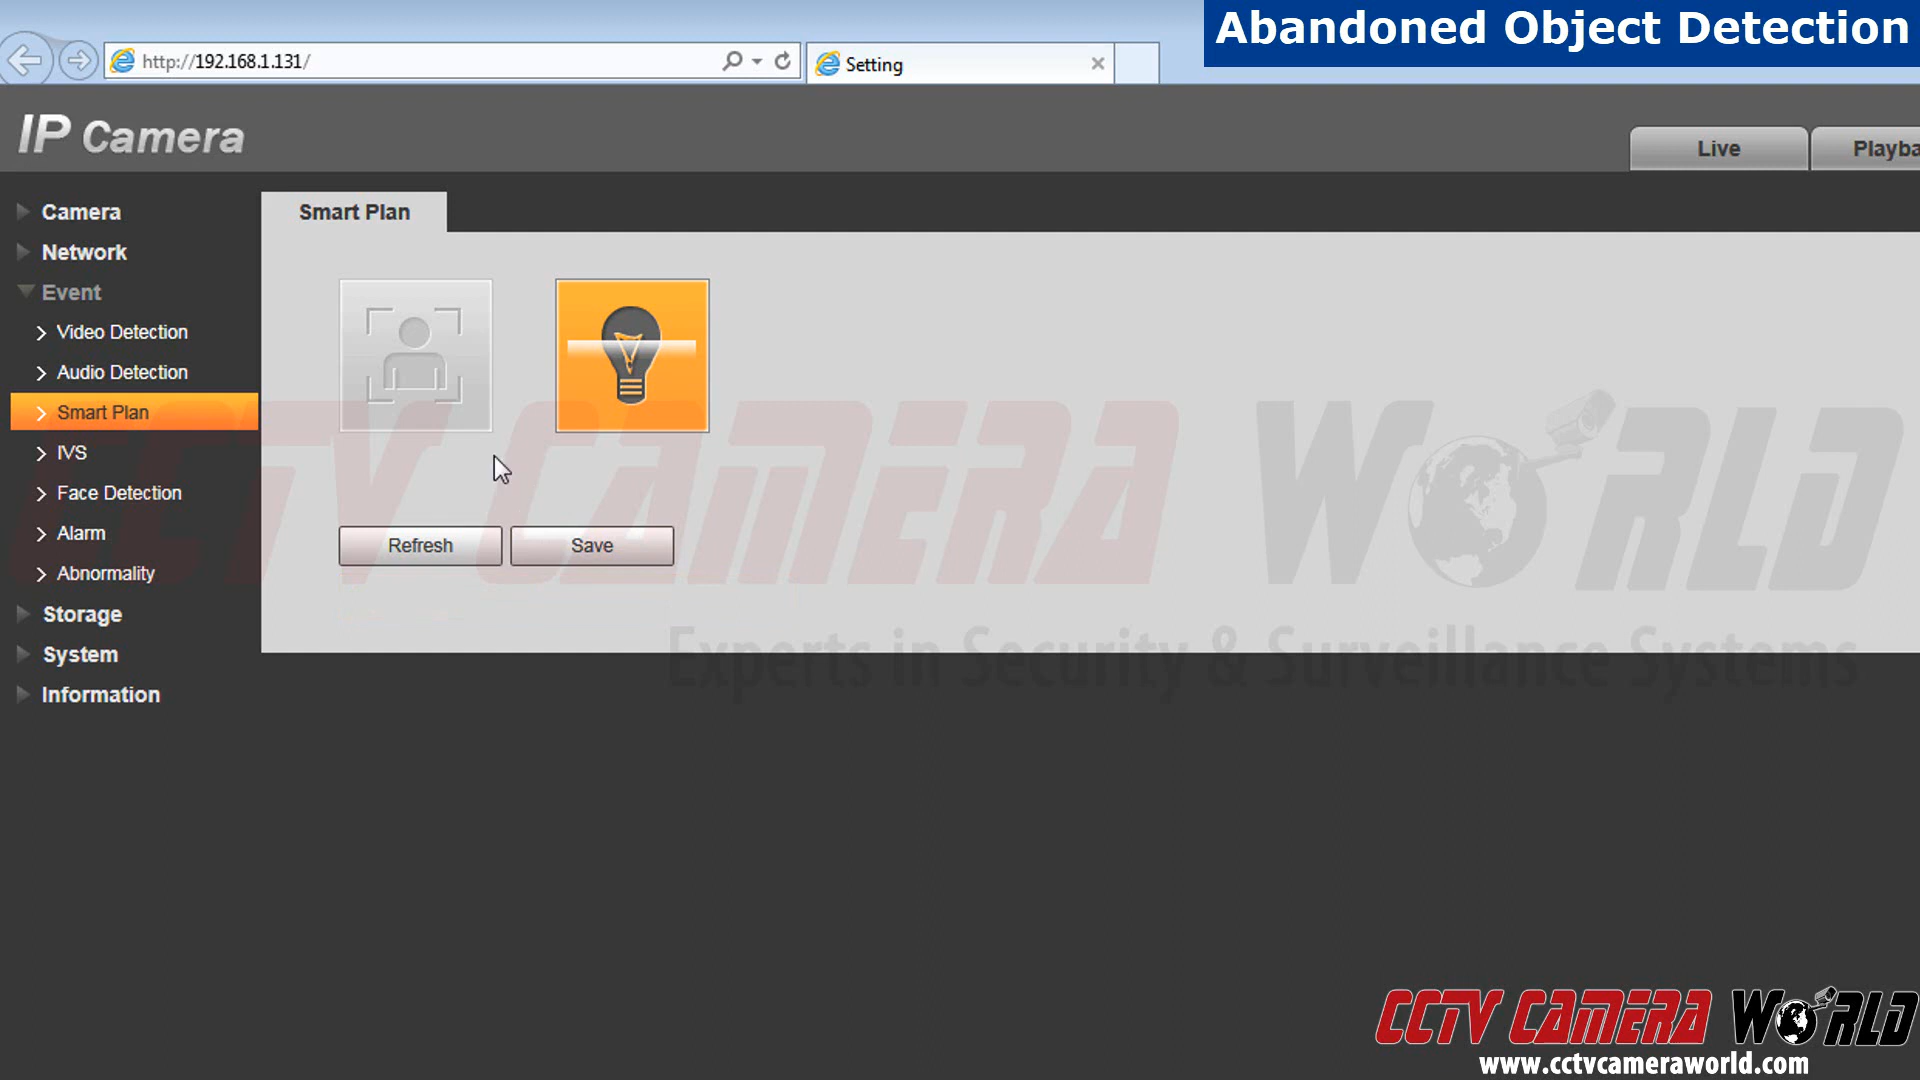 Abandoned Object Detection
http://192.168.1.131/
Setting
IP Camera
Live
Playba
Camera
Smart Plan
Network
Event
Video Detection
Audio Detection
Smart Plan
IVS
Face Detection
Alarm
Abnormality
Storage
System
Information
Refresh
Save
CCTV CAMERA WORLD
Experts in Security & Surveillance Systems
CCTV CAMERA WORLD
www.cctvcameraworld.com